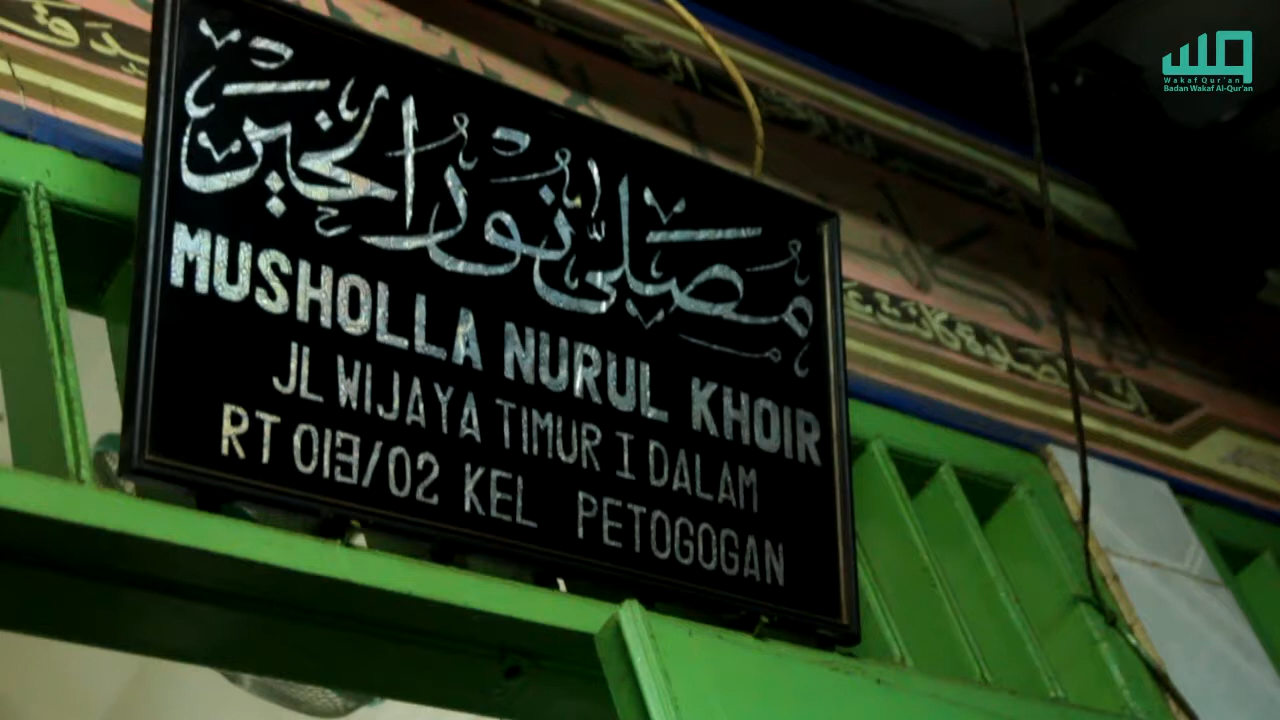 مصلى نور الخير
MUSHOLLA NURUL KHOIR
JL WIJAYA TIMUR I DALAM
RT 013/02 KEL PETOGOGAN
Wakaf Qur'an
Badan Wakaf Al-Qur'an